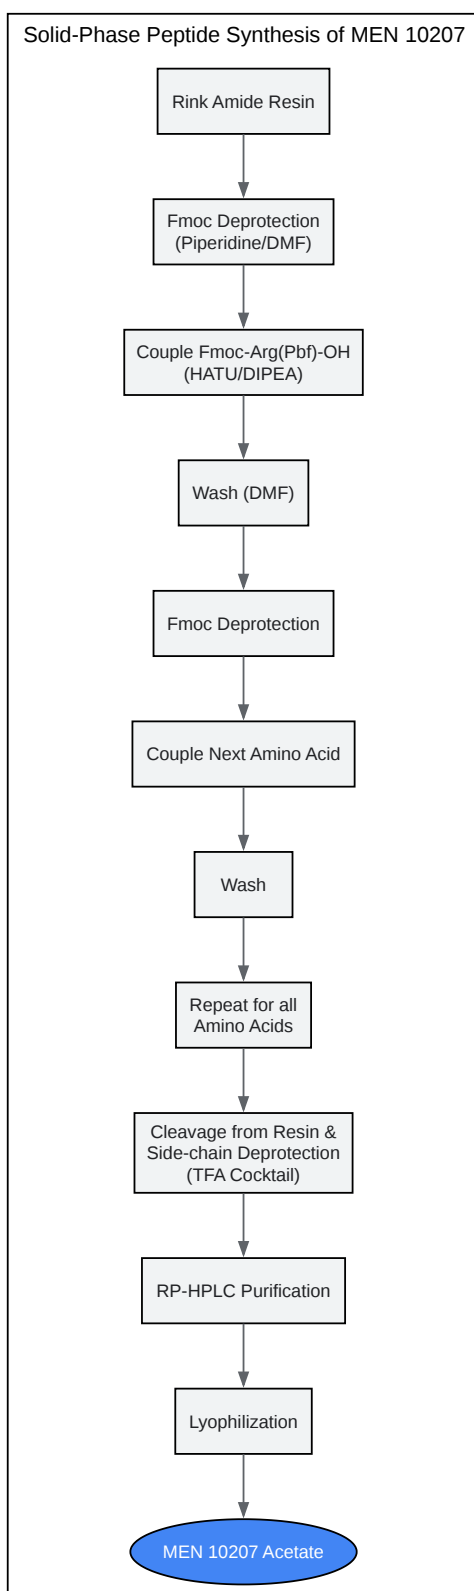 Solid-Phase Peptide Synthesis of MEN 10207
Rink Amide Resin
Fmoc Deprotection
(Piperidine/DMF)
Couple Fmoc-Arg(Pbf)-OH
(HATU/DIPEA)
Wash (DMF)
Fmoc Deprotection
Couple Next Amino Acid
Wash
Repeat for all
Amino Acids
Cleavage from Resin &
Side-chain Deprotection
(TFA Cocktail)
RP-HPLC Purification
Lyophilization
MEN 10207 Acetate